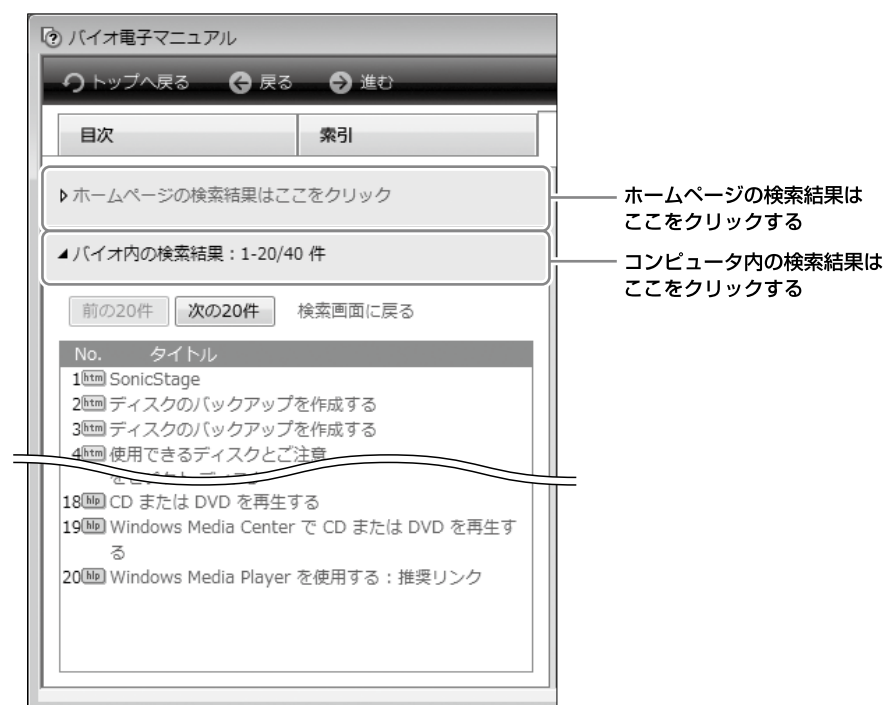 バイオ電子マニュアル
トップへ戻る 戻る 進む
目次 索引
ホームページの検索結果はここをクリック
ホームページの検索結果は
ここをクリックする
バイオ内の検索結果：1-20/40 件
コンピュータ内の検索結果は
ここをクリックする
前の20件 次の20件 検索画面に戻る
No. タイトル
1 htm SonicStage
2 htm ディスクのバックアップを作成する
3 htm ディスクのバックアップを作成する
4 htm 使用できるディスクとご注意
18 hlp CD または DVD を再生する
19 hlp Windows Media Center で CD または DVD を再生す
る
20 hlp Windows Media Player を使用する：推奨リンク